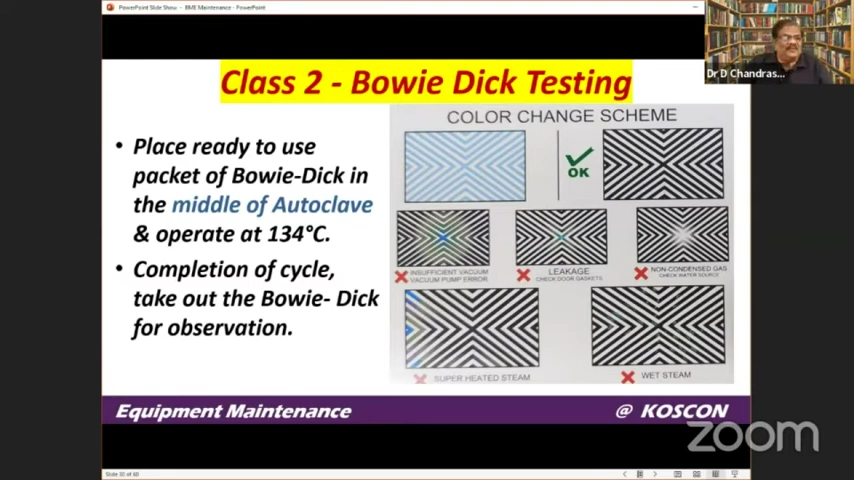 PowerPoint Slide Show - BME Maintenance - PowerPoint
Dr D Chandras...
Class 2 - Bowie Dick Testing
• Place ready to use
packet of Bowie-Dick in
the middle of Autoclave
& operate at 134°C.
• Completion of cycle,
take out the Bowie- Dick
for observation.
COLOR CHANGE SCHEME
OK
INSUFFICIENT VACUUM
VACUUM PUMP ERROR
LEAKAGE
CHECK DOOR GASKETS
NON-CONDENSED GAS
CHECK WATER SOURCE
SUPER HEATED STEAM
WET STEAM
Equipment Maintenance
@ KOSCON
zoom